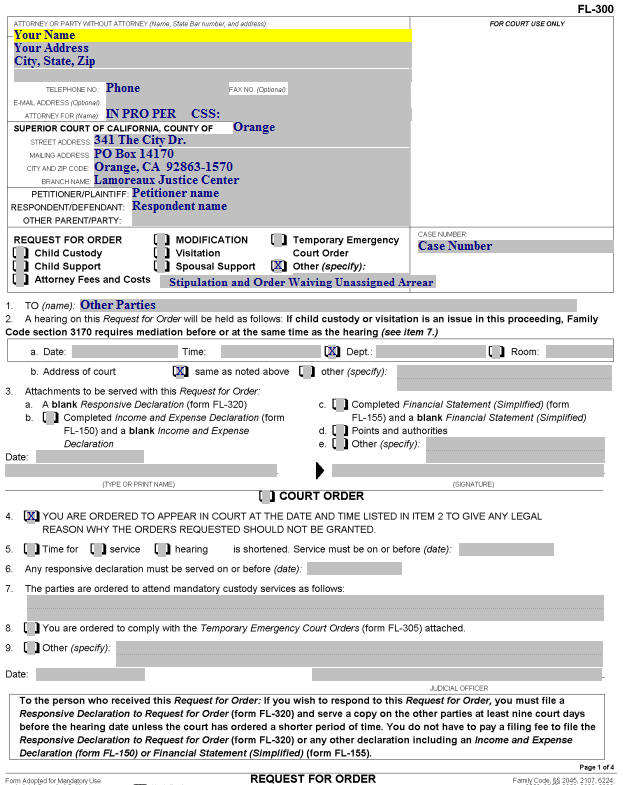 FL-300
ATTORNEY OR PARTY WITHOUT ATTORNEY (Name, State Bar number, and address):
FOR COURT USE ONLY
Your Name
Your Address
City, State, Zip
TELEPHONE NO.: Phone FAX NO. (Optional):
E-MAIL ADDRESS (Optional):
ATTORNEY FOR (Name): IN PRO PER CSS:
SUPERIOR COURT OF CALIFORNIA, COUNTY OF Orange
STREET ADDRESS: 341 The City Dr.
MAILING ADDRESS: PO Box 14170
CITY AND ZIP CODE: Orange, CA 92863-1570
BRANCH NAME: Lamoreaux Justice Center
PETITIONER/PLAINTIFF: Petitioner name
RESPONDENT/DEFENDANT: Respondent name
OTHER PARENT/PARTY:
CASE NUMBER:
Case Number
REQUEST FOR ORDER MODIFICATION Temporary Emergency
Child Custody Visitation Court Order
Child Support Spousal Support X Other (specify):
Attorney Fees and Costs Stipulation and Order Waiving Unassigned Arrear
1. TO (name): Other Parties
2. A hearing on this Request for Order will be held as follows: If child custody or visitation is an issue in this proceeding, Family
Code section 3170 requires mediation before or at the same time as the hearing (see item 7.)
a. Date: Time: X Dept.: Room:
b. Address of court X same as noted above other (specify):
3. Attachments to be served with this Request for Order:
a. A blank Responsive Declaration (form FL-320)
b. Completed Income and Expense Declaration (form
FL-150) and a blank Income and Expense
Declaration
c. Completed Financial Statement (Simplified) (form
FL-155) and a blank Financial Statement (Simplified)
d. Points and authorities
e. Other (specify):
Date:
(TYPE OR PRINT NAME) (SIGNATURE)
COURT ORDER
4. X YOU ARE ORDERED TO APPEAR IN COURT AT THE DATE AND TIME LISTED IN ITEM 2 TO GIVE ANY LEGAL
REASON WHY THE ORDERS REQUESTED SHOULD NOT BE GRANTED.
5. Time for service hearing is shortened. Service must be on or before (date):
6. Any responsive declaration must be served on or before (date):
7. The parties are ordered to attend mandatory custody services as follows:
8. You are ordered to comply with the Temporary Emergency Court Orders (form FL-305) attached.
9. Other (specify):
Date:
JUDICIAL OFFICER
To the person who received this Request for Order: If you wish to respond to this Request for Order, you must file a
Responsive Declaration to Request for Order (form FL-320) and serve a copy on the other parties at least nine court days
before the hearing date unless the court has ordered a shorter period of time. You do not have to pay a filing fee to file the
Responsive Declaration to Request for Order (form FL-320) or any other declaration including an Income and Expense
Declaration (form FL-150) or Financial Statement (Simplified) (form FL-155).
Page 1 of 4
Form Adopted for Mandatory Use REQUEST FOR ORDER Family Code, §§ 2045, 2107, 6224,